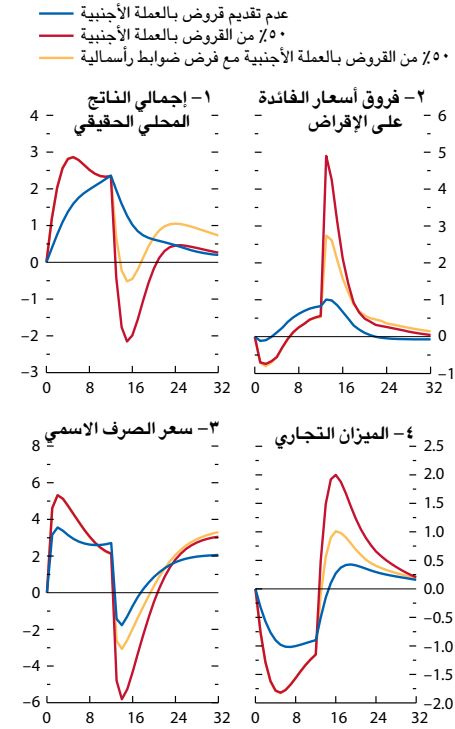 عدم تقديم قروض بالعملة الأجنبية
٥٠٪ من القروض بالعملة الأجنبية
٥٠٪ من القروض بالعملة الأجنبية مع فرض ضوابط رأسمالية
١- إجمالي الناتج
المحلي الحقيقي
4
3
2
1
0
–1
–2
–3
0 8 16 24 32
٢- فروق أسعار الفائدة
على الإقراض
6
5
4
3
2
1
0
–1
0 8 16 24 32
٣- سعر الصرف الاسمي
8
6
4
2
0
–2
–4
–6
0 8 16 24 32
٤- الميزان التجاري
2.5
2.0
1.5
1.0
0.5
0.0
–0.5
–1.0
–1.5
–2.0
0 8 16 24 32